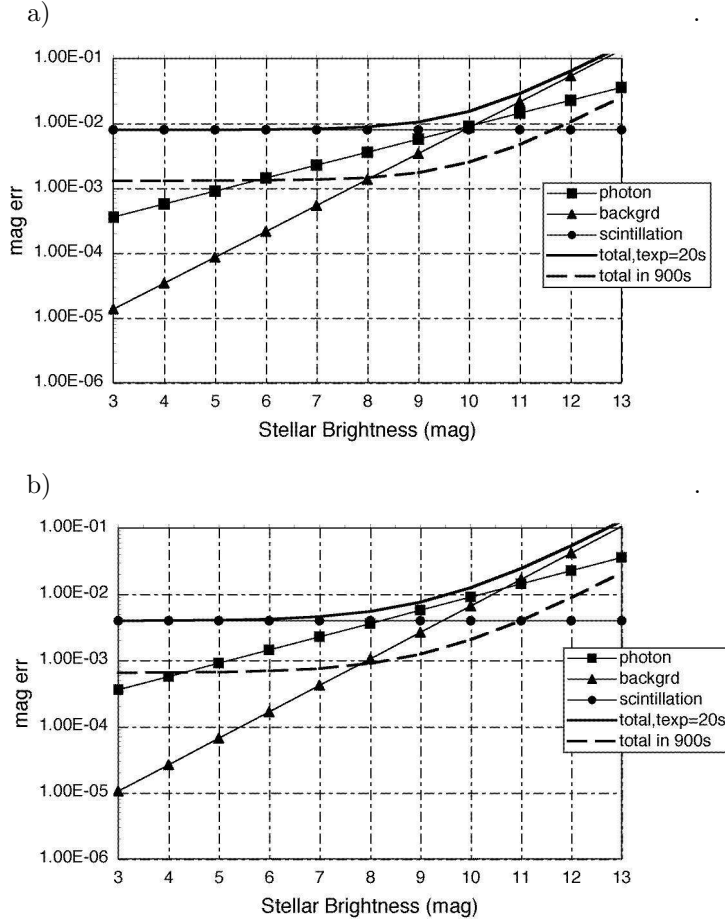 a)
.
1.00E-01
1.00E-02
1.00E-03
1.00E-04
1.00E-05
1.00E-06
mag err
3 4 5 6 7 8 9 10 11 12 13
Stellar Brightness (mag)
photon
backgrd
scintillation
total,texp=20s
total in 900s
b)
.
1.00E-01
1.00E-02
1.00E-03
1.00E-04
1.00E-05
1.00E-06
mag err
3 4 5 6 7 8 9 10 11 12 13
Stellar Brightness (mag)
photon
backgrd
scintillation
total,texp=20s
total in 900s